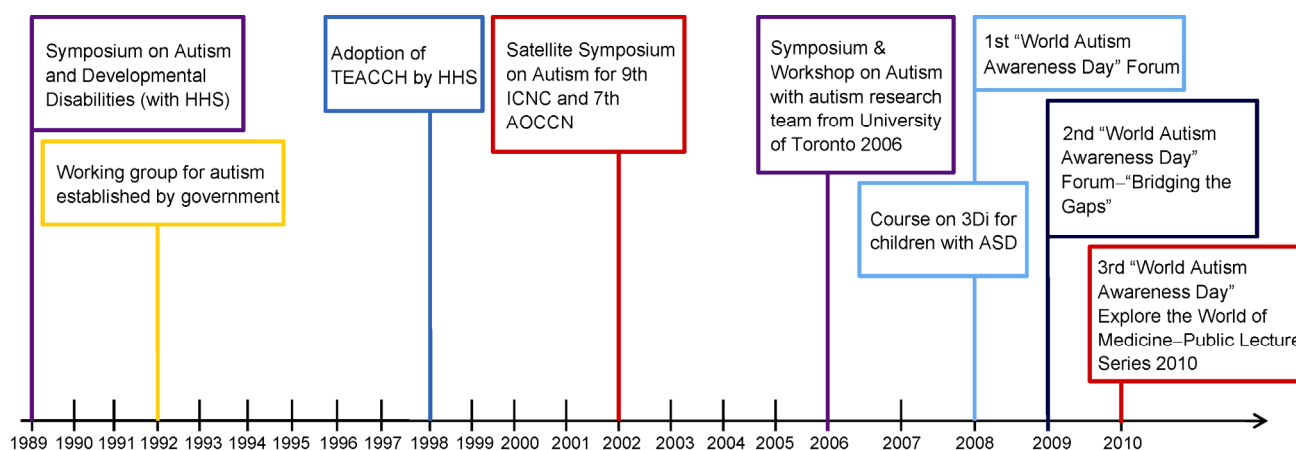 Symposium on Autism
and Developmental
Disabilities (with HHS)
Working group for autism
established by government
Adoption of
TEACCH by HHS
Satellite Symposium
on Autism for 9th
ICNC and 7th
AOCCN
Symposium &
Workshop on Autism
with autism research
team from University
of Toronto 2006
Course on 3Di for
children with ASD
1st “World Autism
Awareness Day” Forum
2nd “World Autism
Awareness Day”
Forum–“Bridging the
Gaps”
3rd “World Autism
Awareness Day”
Explore the World of
Medicine–Public Lecture
Series 2010
1989 1990 1991 1992 1993 1994 1995 1996 1997 1998 1999 2000 2001 2002 2003 2004 2005 2006 2007 2008 2009 2010